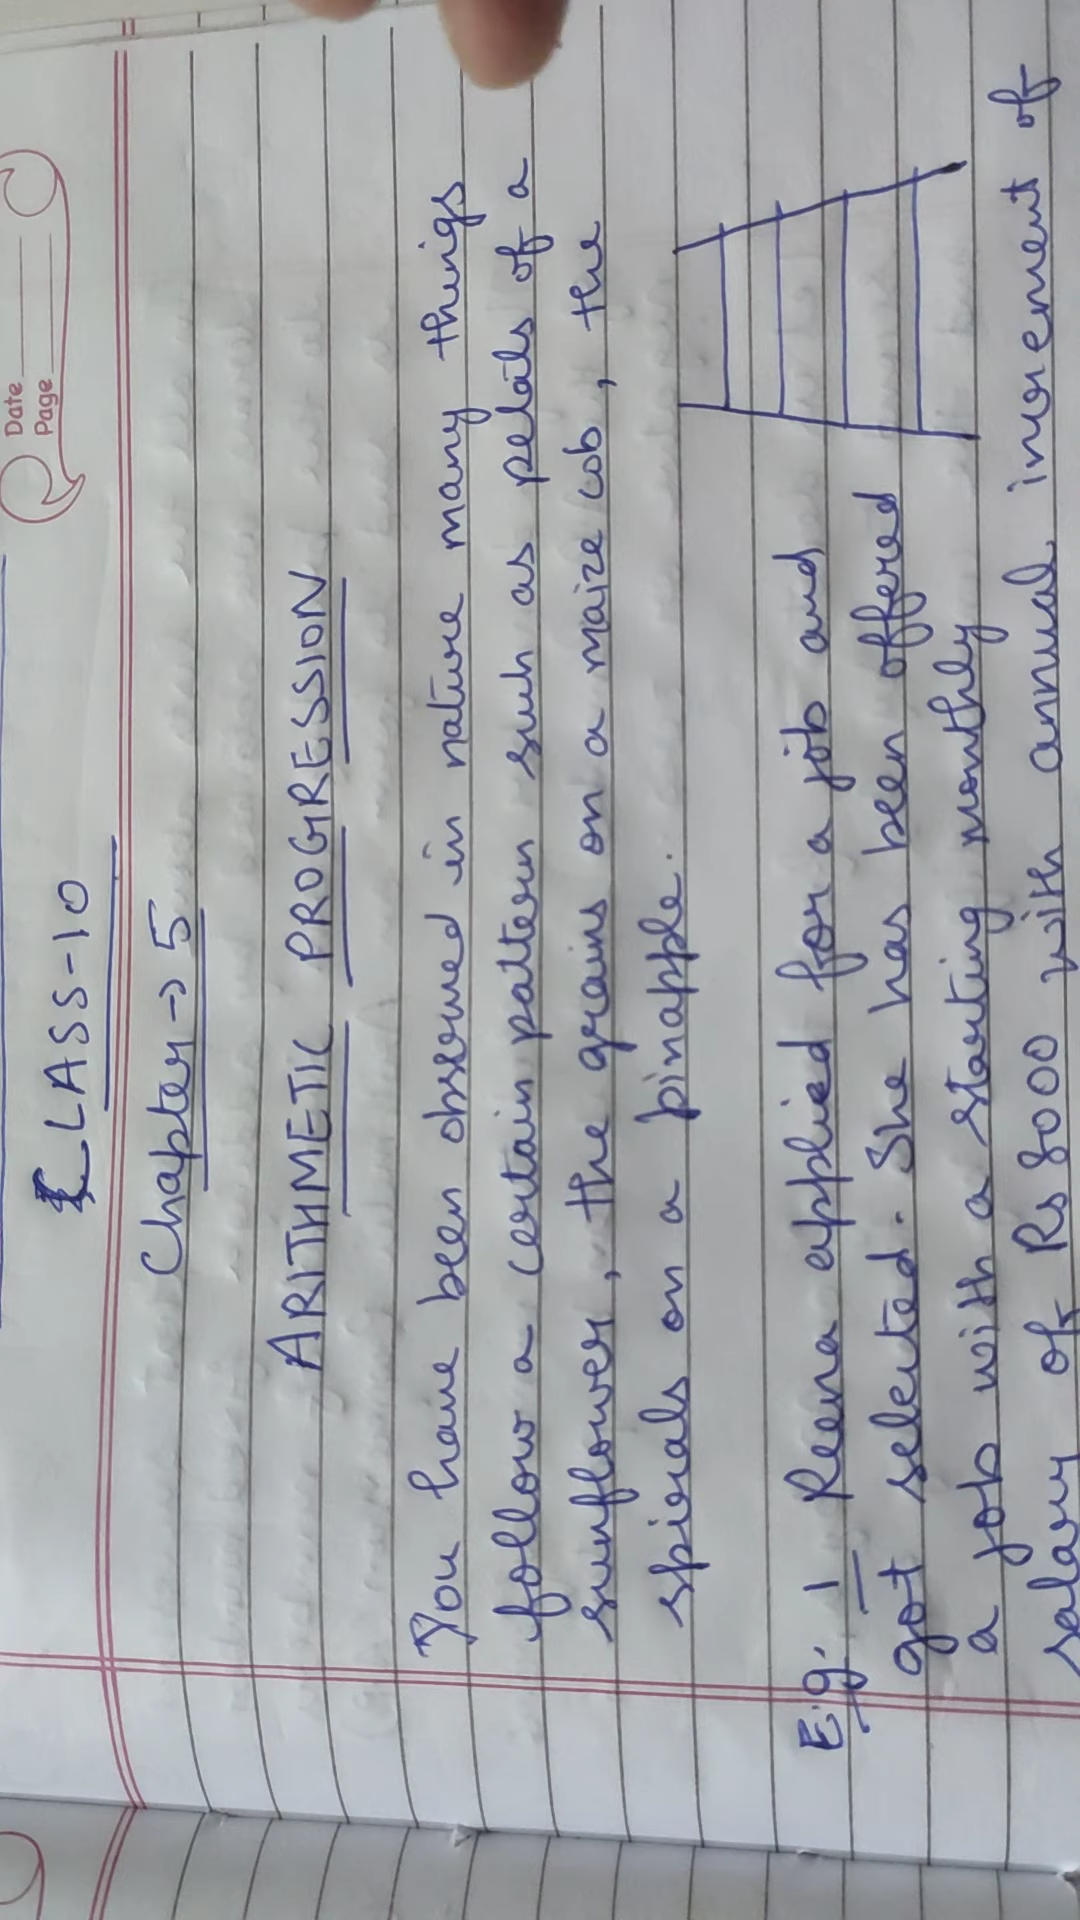 Date
Page
CLASS-10
Chapter → 5
ARITHMETIC PROGRESSION
You have been observed in nature many things
follow a certain pattern such as petals of a
sunflower, the grains on a maize cob, the
spirals on a pinapple.
E.g. 1 Reena applied for a job and
got selected. She has been offered
a job with a starting monthly
salary of Rs 8000 with annual increment of